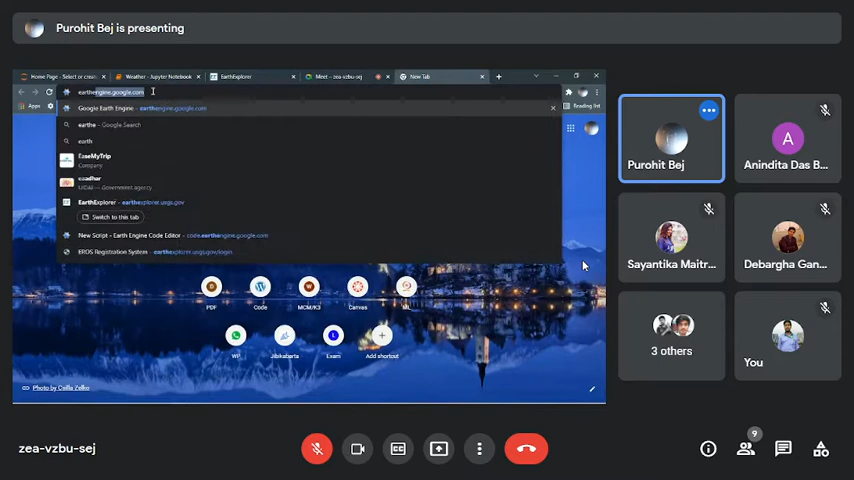 Purohit Bej is presenting
Home Page - Select or creat
Weather - Jupyter Notebook
EarthExplorer
Meet – zea-vzbu-sej
New Tab
earthengine.google.com
Apps
Reading list
Google Earth Engine - earthengine.google.com
earthe - Google Search
earth
EaseMyTrip
Company
aadhar
UIDAI — Government agency
EarthExplorer - earthexplorer.usgs.gov
Switch to this tab
New Script - Earth Engine Code Editor - code.earthengine.google.com
EROS Registration System - earthexplorer.usgs.gov/login
PDF
Code
MCM/K3
Canvas
WP
Jibikabarta
Exam
Add shortcut
Photo by Csilla Zelko
Purohit Bej
A
Anindita Das B...
Sayantika Maitr...
Debargha Gan...
3 others
You
zea-vzbu-sej
9